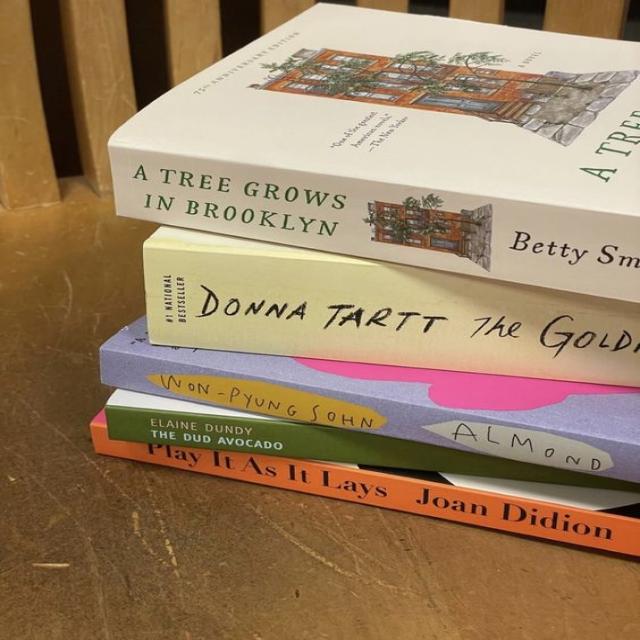 75TH ANNIVERSARY EDITION
A NOVEL
"One of the greatest
American novels."
—The New Yorker
A TREE
A TREE GROWS
IN BROOKLYN
Betty Sm
#1 NATIONAL
BESTSELLER
DONNA TARTT The GOLD
WON-PYUNG SOHN
ALMOND
ELAINE DUNDY
THE DUD AVOCADO
Play It As It Lays Joan Didion